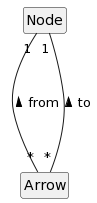 Node
1 1
from to
* *
Arrow